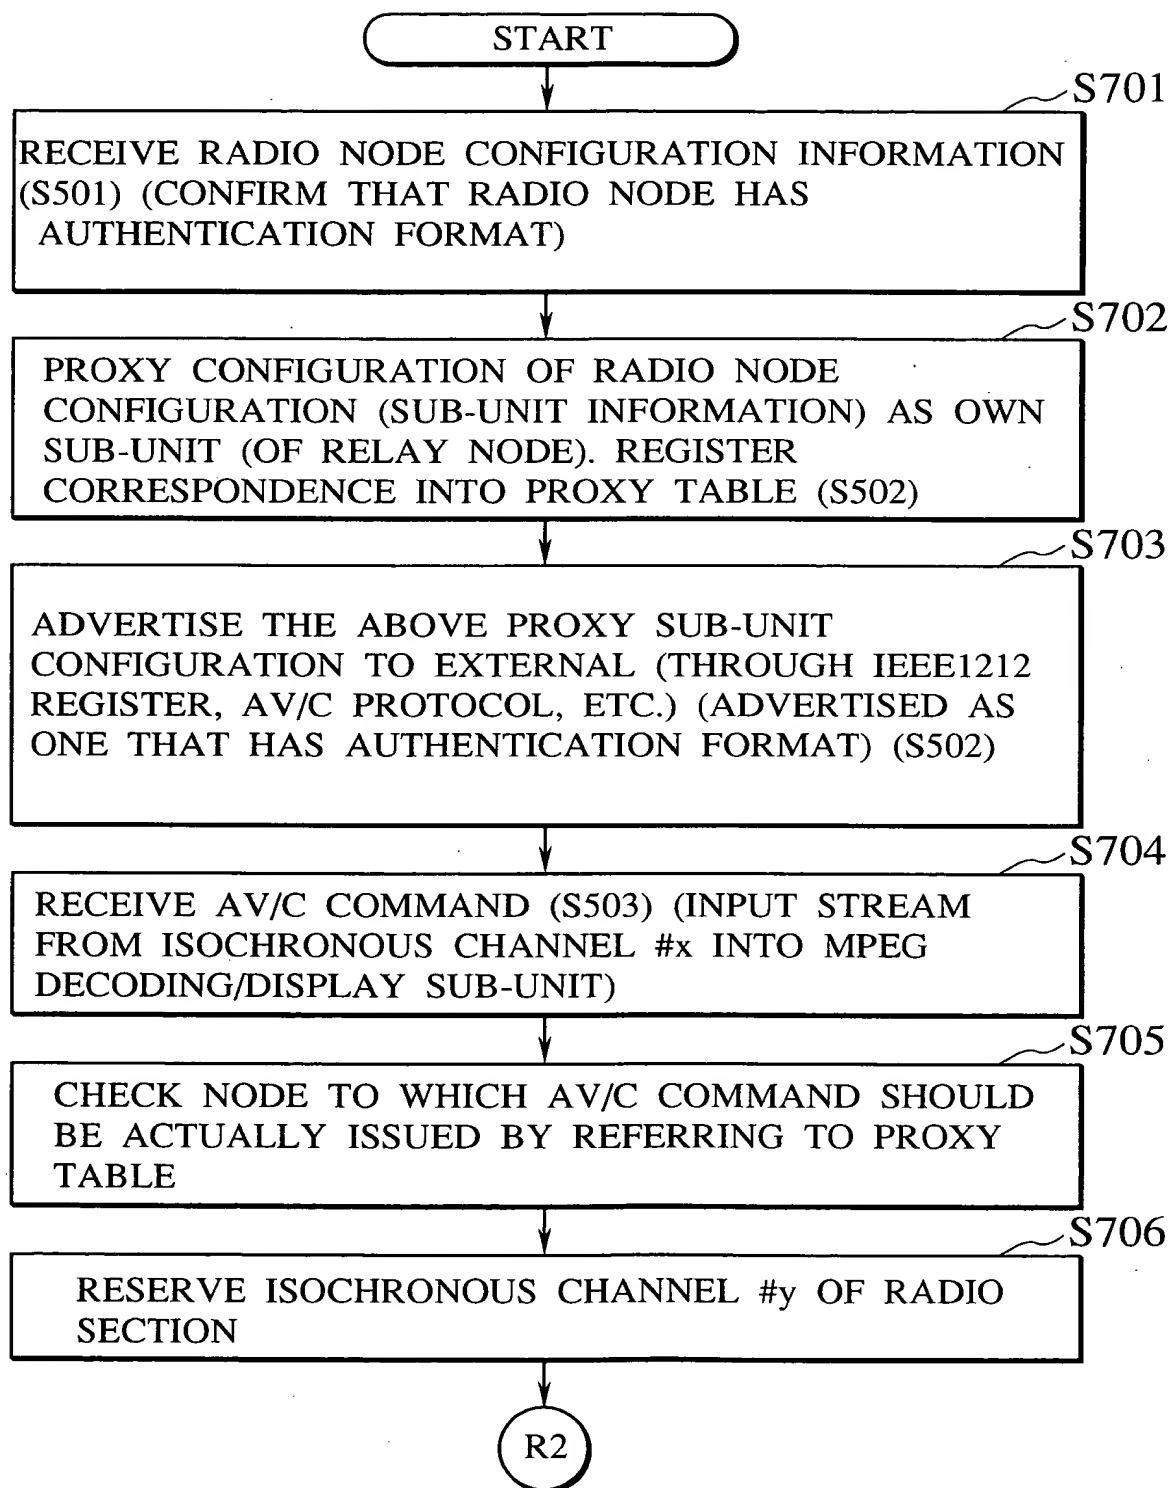 START
S701
RECEIVE RADIO NODE CONFIGURATION INFORMATION
(S501) (CONFIRM THAT RADIO NODE HAS
AUTHENTICATION FORMAT)
S702
PROXY CONFIGURATION OF RADIO NODE
CONFIGURATION (SUB-UNIT INFORMATION) AS OWN
SUB-UNIT (OF RELAY NODE). REGISTER
CORRESPONDENCE INTO PROXY TABLE (S502)
S703
ADVERTISE THE ABOVE PROXY SUB-UNIT
CONFIGURATION TO EXTERNAL (THROUGH IEEE1212
REGISTER, AV/C PROTOCOL, ETC.) (ADVERTISED AS
ONE THAT HAS AUTHENTICATION FORMAT) (S502)
S704
RECEIVE AV/C COMMAND (S503) (INPUT STREAM
FROM ISOCHRONOUS CHANNEL #x INTO MPEG
DECODING/DISPLAY SUB-UNIT)
S705
CHECK NODE TO WHICH AV/C COMMAND SHOULD
BE ACTUALLY ISSUED BY REFERRING TO PROXY
TABLE
S706
RESERVE ISOCHRONOUS CHANNEL #y OF RADIO
SECTION
R2